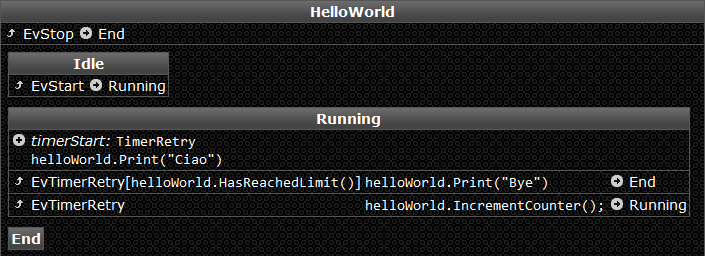 HelloWorld
EvStop End
Idle
EvStart Running
Running
timerStart: TimerRetry
helloWorld.Print("Ciao")
EvTimerRetry[helloWorld.HasReachedLimit()] helloWorld.Print("Bye") End
EvTimerRetry helloWorld.IncrementCounter(); Running
End